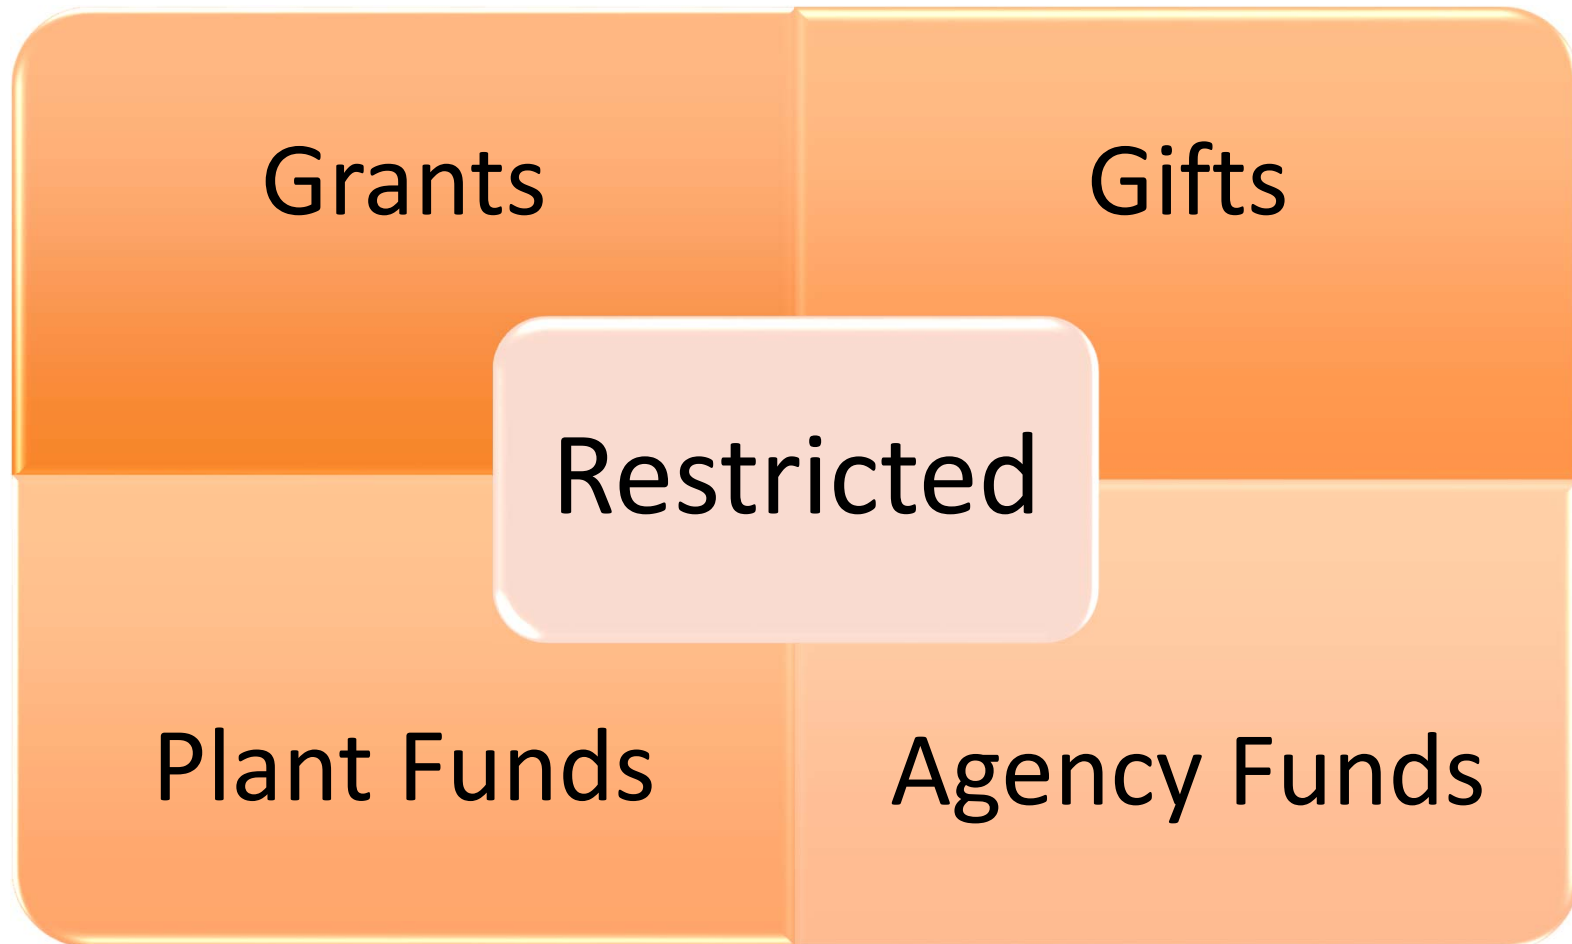 Grants
Gifts
Restricted
Plant Funds
Agency Funds